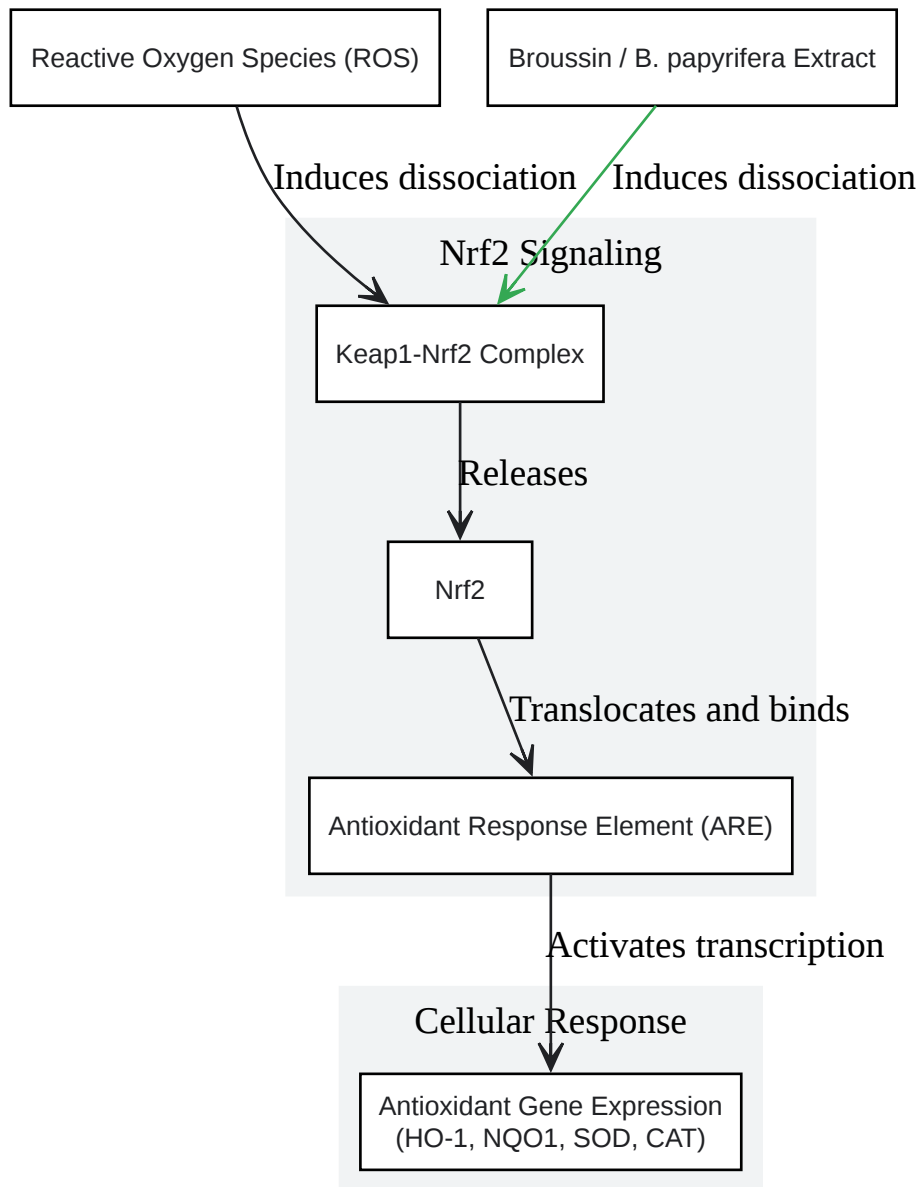 Reactive Oxygen Species (ROS)
Broussin / B. papyrifera Extract
Induces dissociation
Induces dissociation
Nrf2 Signaling
Keap1-Nrf2 Complex
Releases
Nrf2
Translocates and binds
Antioxidant Response Element (ARE)
Activates transcription
Cellular Response
Antioxidant Gene Expression
(HO-1, NQO1, SOD, CAT)